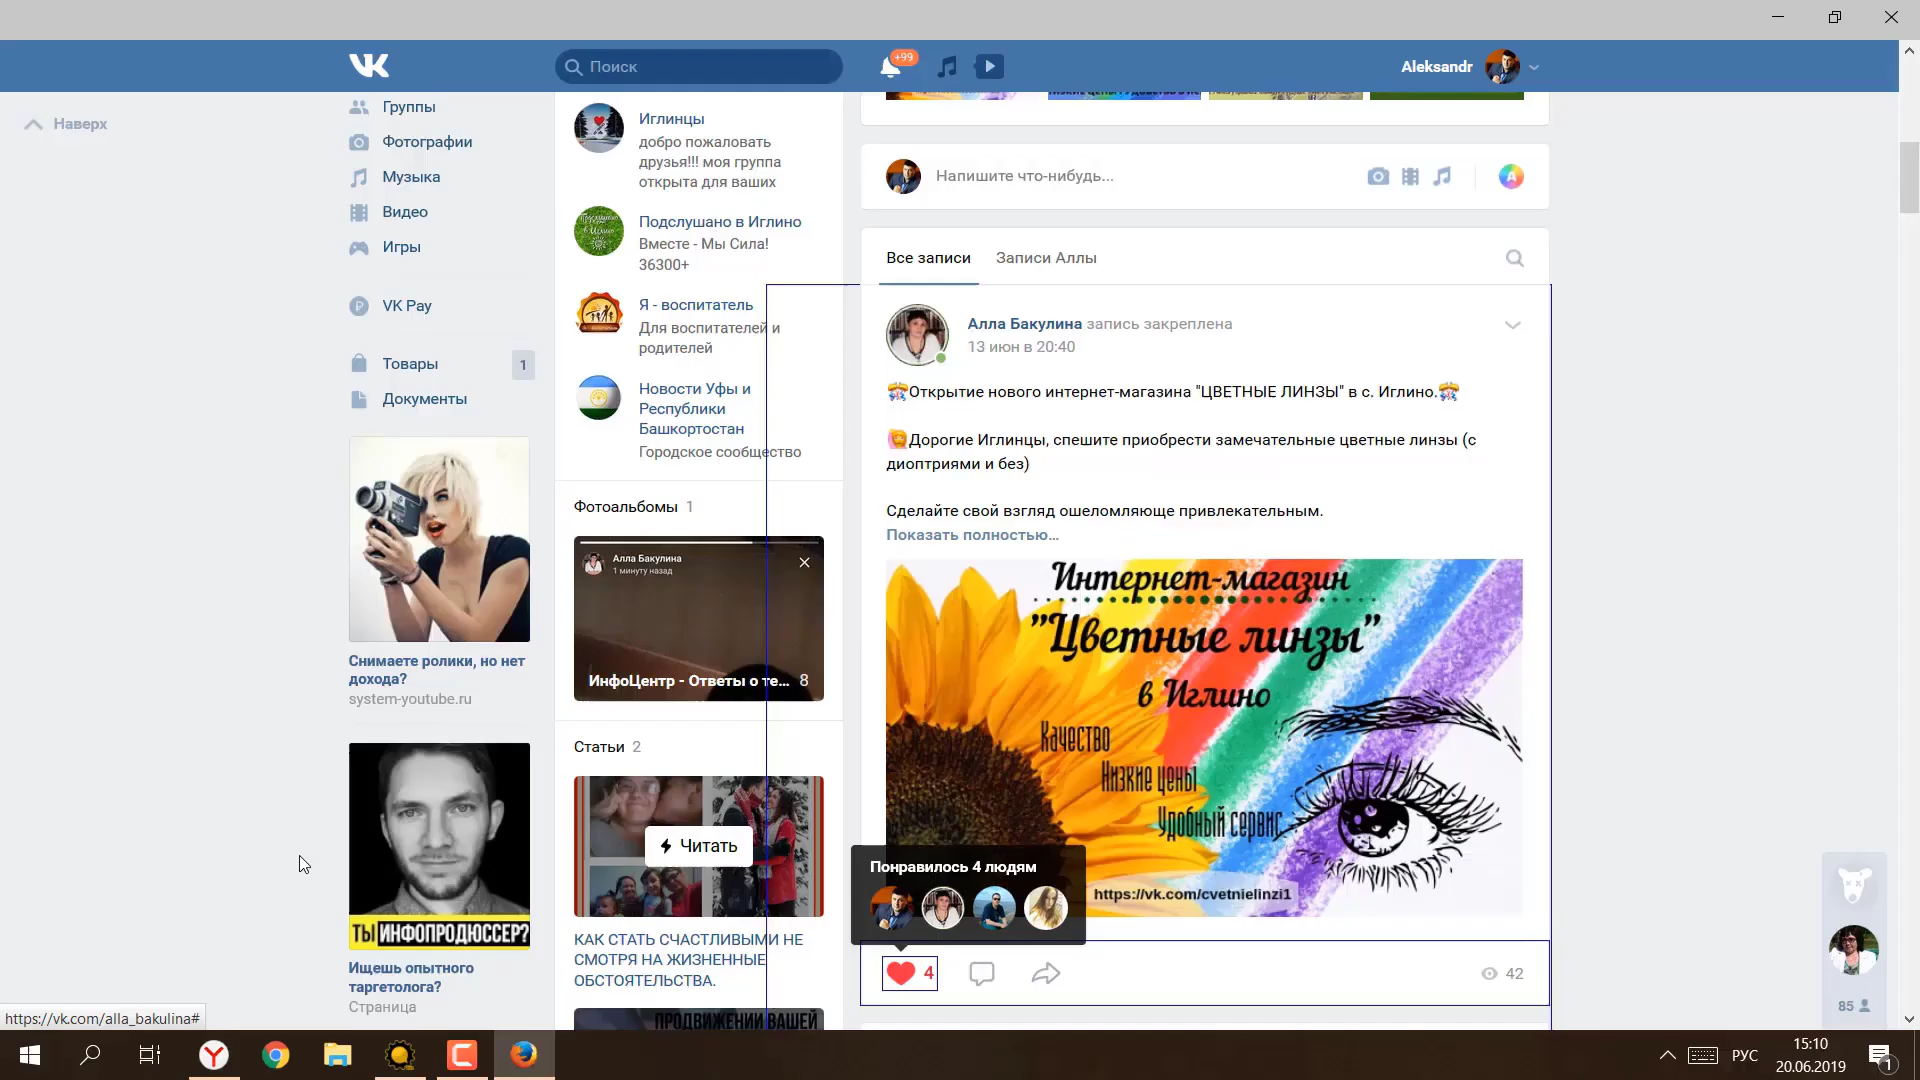 Поиск
+99
Aleksandr
Наверх
Группы
Фотографии
Музыка
Видео
Игры
VK Pay
Товары
1
Документы
Снимаете ролики, но нет
дохода?
system-youtube.ru
ТЫ ИНФОПРОДЮССЕР?
Ищешь опытного
таргетолога?
Страница
https://vk.com/alla_bakulina#
Иглинцы
добро пожаловать
друзья!!! моя группа
открыта для ваших
Подслушано в Иглино
Вместе - Мы Сила!
36300+
Я - воспитатель
Для воспитателей и
родителей
Новости Уфы и
Республики
Башкортостан
Городское сообщество
Фотоальбомы 1
Алла Бакулина
1 минуту назад
ИнфоЦентр - Ответы о те... 8
Статьи 2
Читать
КАК СТАТЬ СЧАСТЛИВЫМИ НЕ
СМОТРЯ НА ЖИЗНЕННЫЕ
ОБСТОЯТЕЛЬСТВА.
ПРОДВИЖЕНИИ ВАШЕЙ
Напишите что-нибудь...
Все записи
Записи Аллы
Алла Бакулина запись закреплена
13 июн в 20:40
Открытие нового интернет-магазина "ЦВЕТНЫЕ ЛИНЗЫ" в с. Иглино.
Дорогие Иглинцы, спешите приобрести замечательные цветные линзы (с
диоптриями и без)
Сделайте свой взгляд ошеломляюще привлекательным.
Показать полностью...
Интернет-магазин
"Цветные линзы"
в Иглино
Качество
Низкие цены
Удобный сервис
https://vk.com/cvetnielinzi1
Понравилось 4 людям
4
42
85
РУС
15:10
20.06.2019
1